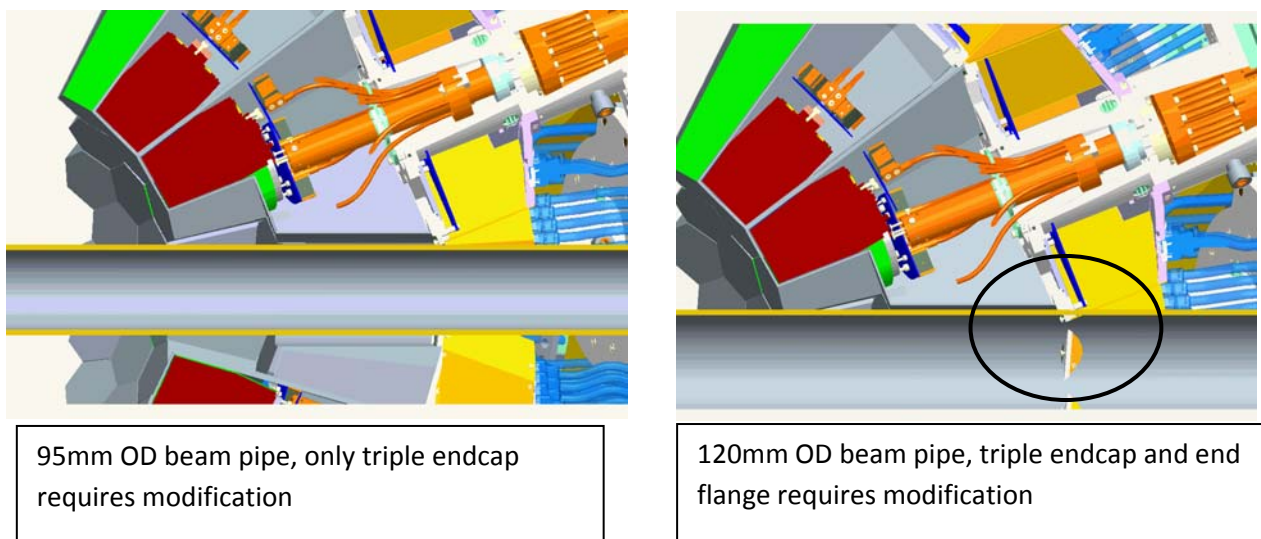 95mm OD beam pipe, only triple endcap
requires modification
120mm OD beam pipe, triple endcap and end
flange requires modification